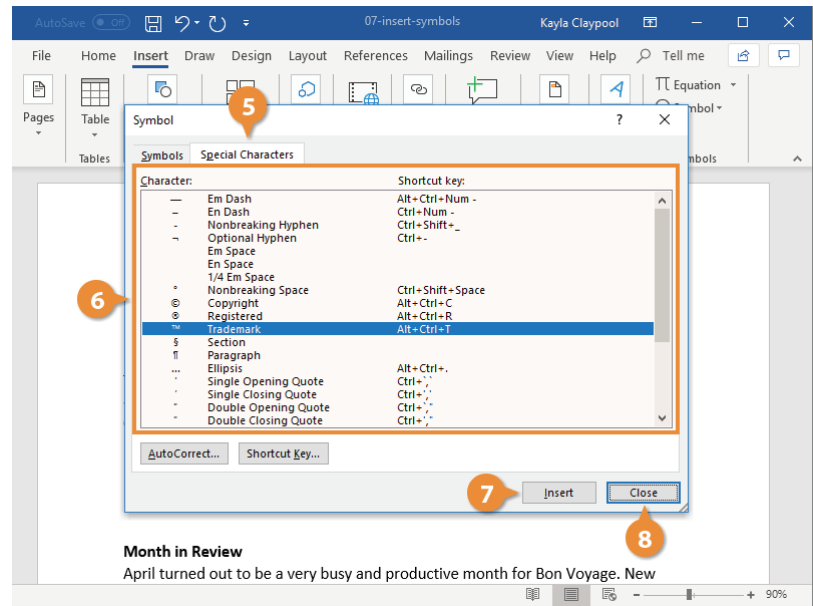 AutoSave Off 07-insert-symbols Kayla Claypool
File Home Insert Draw Design Layout References Mailings Review View Help Tell me
Pages Table Equation
Tables mbol
mbols
5
Symbol ? ×
Symbols Special Characters
Character: Shortcut key:
— Em Dash Alt+Ctrl+Num -
– En Dash Ctrl+Num -
- Nonbreaking Hyphen Ctrl+Shift+_
¬ Optional Hyphen Ctrl+-
Em Space
En Space
1/4 Em Space
° Nonbreaking Space Ctrl+Shift+Space
© Copyright Alt+Ctrl+C
® Registered Alt+Ctrl+R
™ Trademark Alt+Ctrl+T
§ Section
¶ Paragraph
... Ellipsis Alt+Ctrl+.
Single Opening Quote Ctrl+`,`
Single Closing Quote Ctrl+','
Double Opening Quote Ctrl+`,"
Double Closing Quote Ctrl+',"
6
AutoCorrect... Shortcut Key...
7 Insert Close
8
Month in Review
April turned out to be a very busy and productive month for Bon Voyage. New
90%